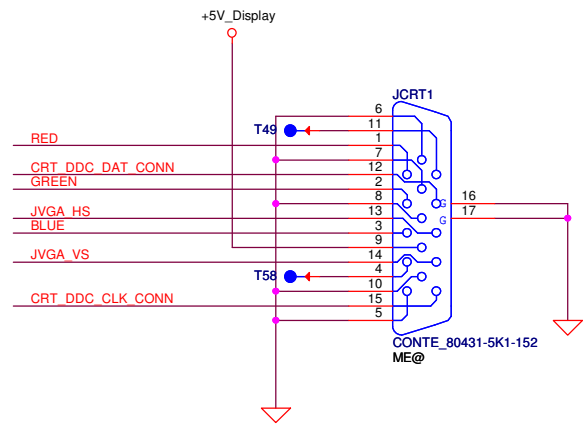 +5V_Display
JCRT1
6
T49
11
RED
1
7
CRT_DDC_DAT_CONN
12
GREEN
2
8
G
16
JVGA_HS
13
G
17
BLUE
3
9
JVGA_VS
14
T58
4
10
CRT_DDC_CLK_CONN
15
5
CONTE_80431-5K1-152
ME@